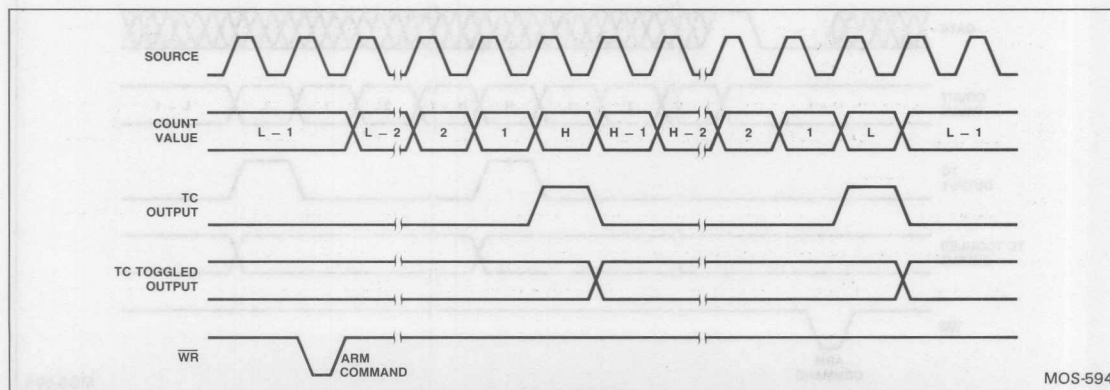 SOURCE
COUNT
VALUE
L – 1
L – 2
2
1
H
H – 1
H – 2
2
1
L
L – 1
TC
OUTPUT
TC TOGGLED
OUTPUT
WR
ARM
COMMAND
MOS-594